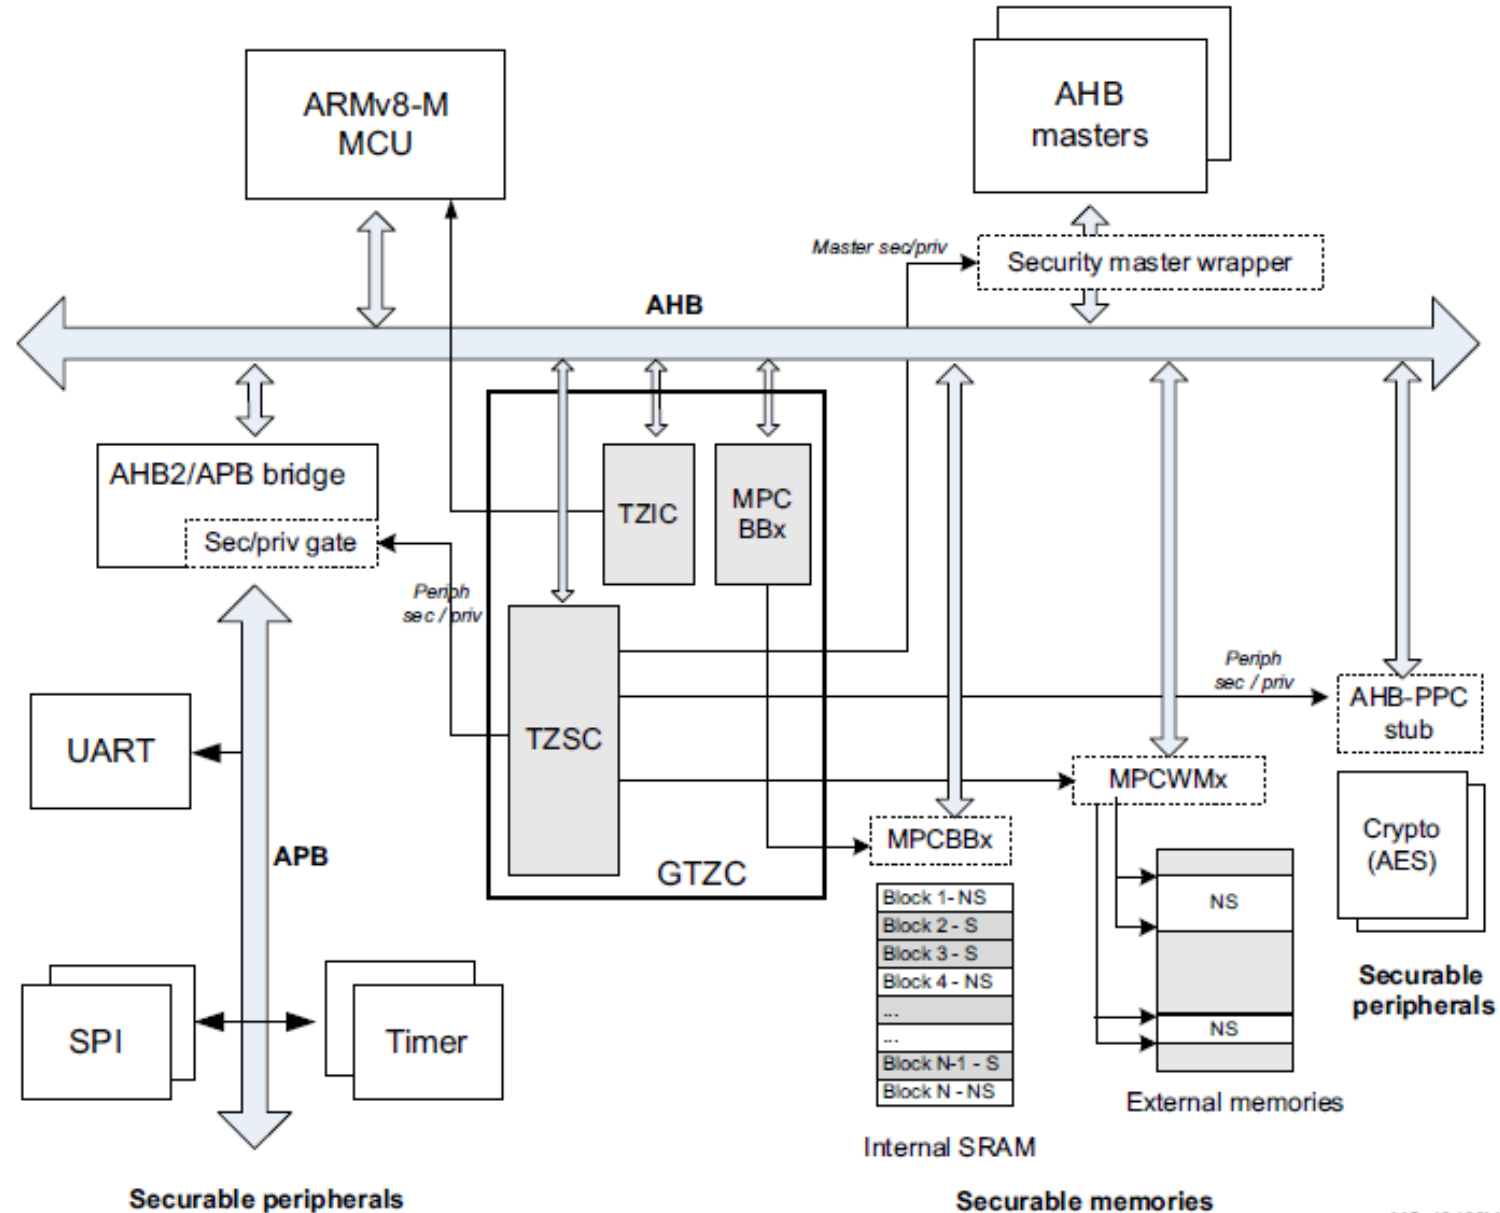 ARMv8-M
MCU
AHB
masters
Master sec/priv
Security master wrapper
AHB
AHB2/APB bridge
Sec/priv gate
TZIC
MPC
BBx
Periph
sec / priv
TZSC
GTZC
Periph
sec / priv
AHB-PPC
stub
MPCWMx
MPCBBx
Crypto
(AES)
UART
APB
SPI
Timer
Block 1- NS
Block 2 - S
Block 3 - S
Block 4 - NS
...
...
Block N-1 - S
Block N - NS
NS
NS
Securable
peripherals
External memories
Internal SRAM
Securable peripherals
Securable memories